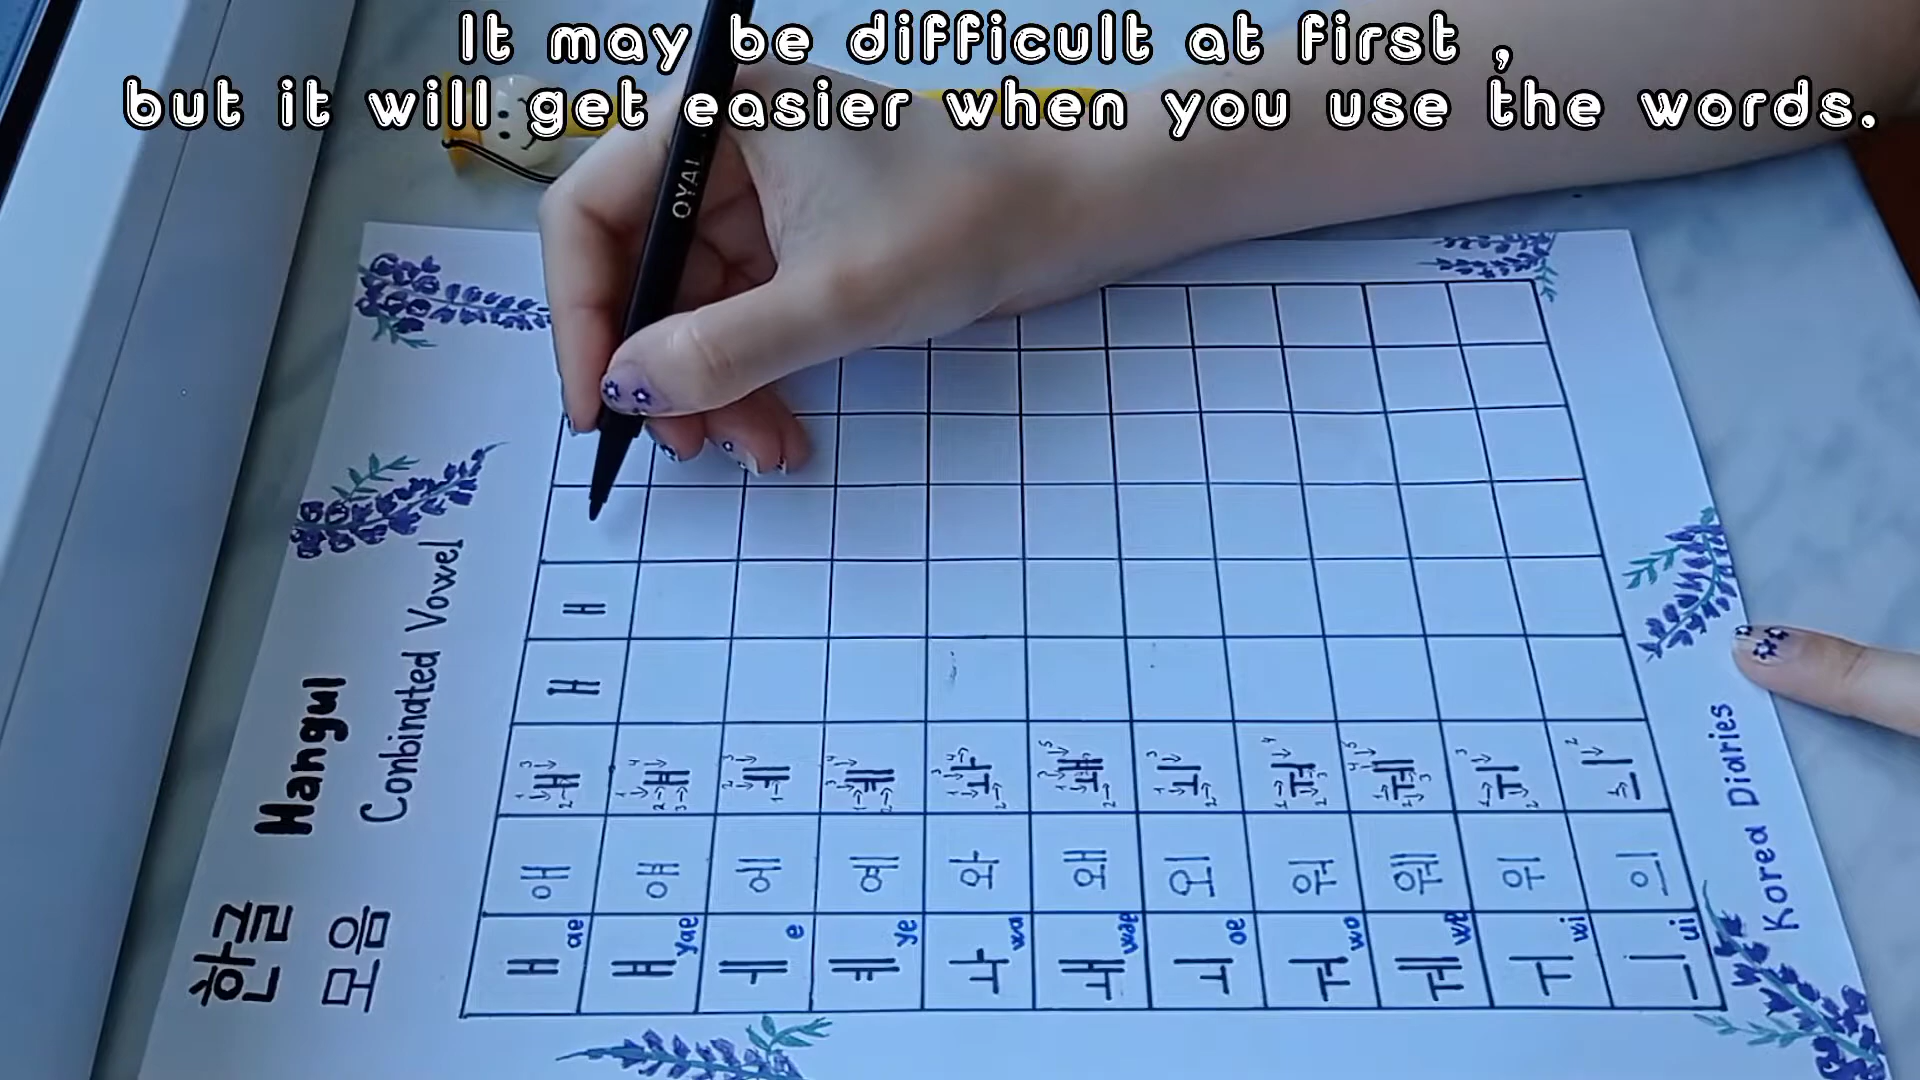 It may be difficult at first ,
but it will get easier when you use the words.
OYAL
한글 Hangul
모음 Conbinated Vowel
ㅐ ae 애 ㅐ ㅐ ㅐ
ㅒ yae 얘 ㅒ
ㅔ e 에 ㅔ
ㅖ ye 예 ㅖ
ㅘ wa 와 ㅘ
ㅙ wae 왜 ㅙ
ㅚ oe 외 ㅚ
ㅝ wo 워 ㅝ
ㅞ we 웨 ㅞ
ㅟ wi 위 ㅟ
ㅢ ui 의 ㅢ
Korea Diaries